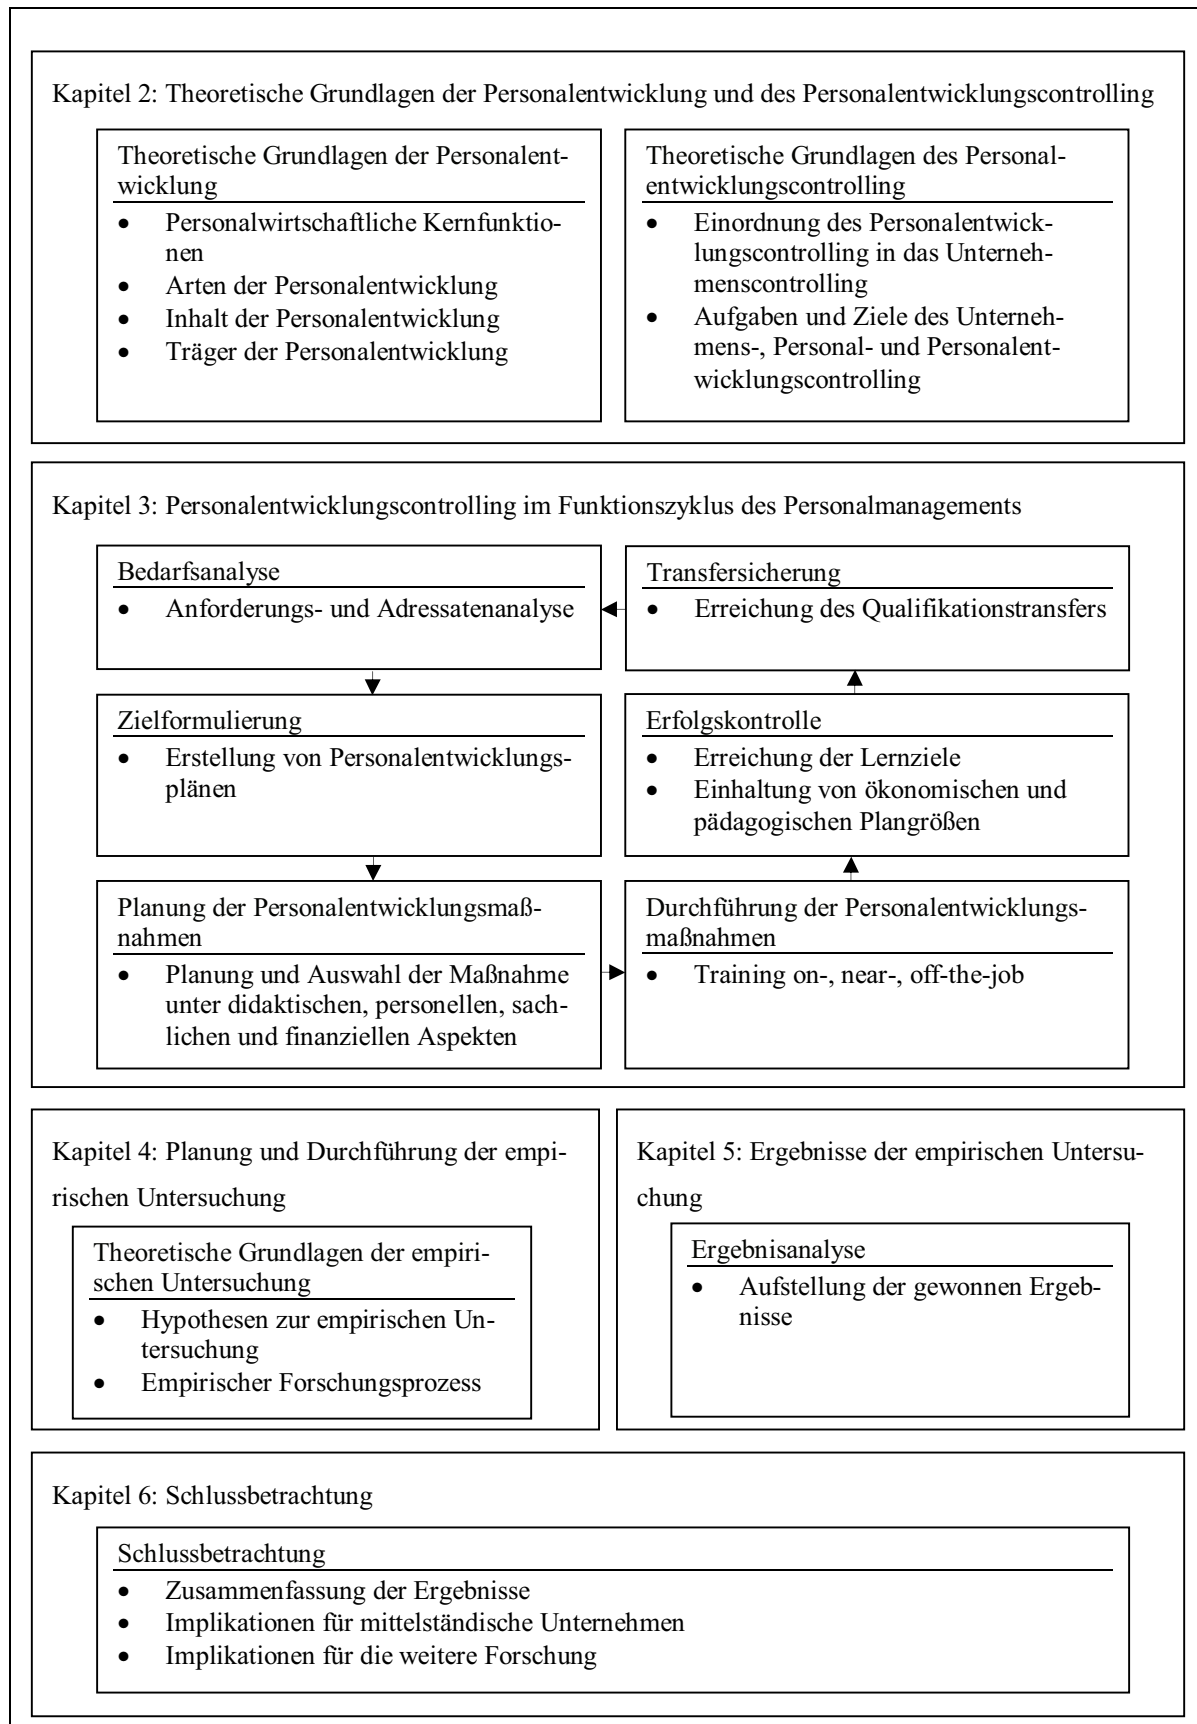 Kapitel 2: Theoretische Grundlagen der Personalentwicklung und des Personalentwicklungscontrolling
Theoretische Grundlagen der Personalent-
wicklung
• Personalwirtschaftliche Kernfunktio-
nen
• Arten der Personalentwicklung
• Inhalt der Personalentwicklung
• Träger der Personalentwicklung
Theoretische Grundlagen des Personal-
entwicklungscontrolling
• Einordnung des Personalentwick-
lungscontrolling in das Unterneh-
menscontrolling
• Aufgaben und Ziele des Unterneh-
mens-, Personal- und Personalent-
wicklungscontrolling
Kapitel 3: Personalentwicklungscontrolling im Funktionszyklus des Personalmanagements
Bedarfsanalyse
• Anforderungs- und Adressatenanalyse
Transfersicherung
• Erreichung des Qualifikationstransfers
Zielformulierung
• Erstellung von Personalentwicklungs-
plänen
Erfolgskontrolle
• Erreichung der Lernziele
• Einhaltung von ökonomischen und
pädagogischen Plangrößen
Planung der Personalentwicklungsmaß-
nahmen
• Planung und Auswahl der Maßnahme
unter didaktischen, personellen, sach-
lichen und finanziellen Aspekten
Durchführung der Personalentwicklungs-
maßnahmen
• Training on-, near-, off-the-job
Kapitel 4: Planung und Durchführung der empi-
rischen Untersuchung
Theoretische Grundlagen der empiri-
schen Untersuchung
• Hypothesen zur empirischen Un-
tersuchung
• Empirischer Forschungsprozess
Kapitel 5: Ergebnisse der empirischen Untersu-
chung
Ergebnisanalyse
• Aufstellung der gewonnen Ergeb-
nisse
Kapitel 6: Schlussbetrachtung
Schlussbetrachtung
• Zusammenfassung der Ergebnisse
• Implikationen für mittelständische Unternehmen
• Implikationen für die weitere Forschung